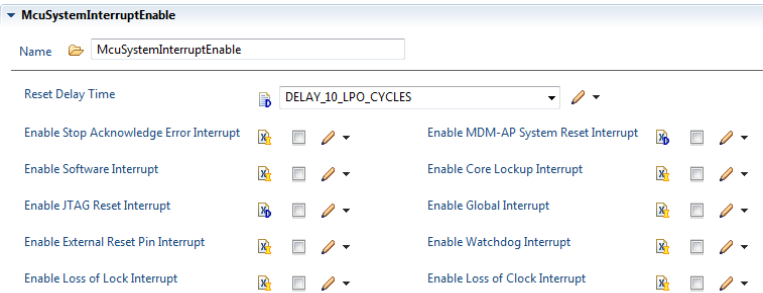 McuSystemInterruptEnable
Name McuSystemInterruptEnable
Reset Delay Time DELAY_10_LPO_CYCLES
Enable Stop Acknowledge Error Interrupt Enable MDM-AP System Reset Interrupt
Enable Software Interrupt Enable Core Lockup Interrupt
Enable JTAG Reset Interrupt Enable Global Interrupt
Enable External Reset Pin Interrupt Enable Watchdog Interrupt
Enable Loss of Lock Interrupt Enable Loss of Clock Interrupt